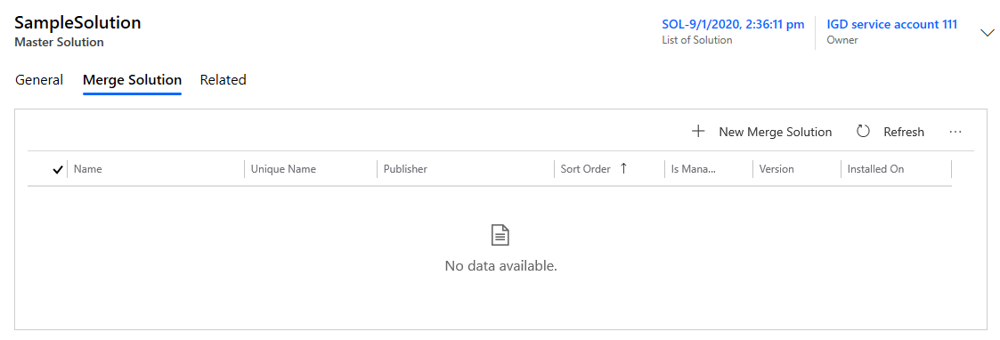 SampleSolution
Master Solution
SOL-9/1/2020, 2:36:11 pm
List of Solution
IGD service account 111
Owner
General Merge Solution Related
New Merge Solution Refresh ...
Name Unique Name Publisher Sort Order ↑ Is Mana... Version Installed On
No data available.